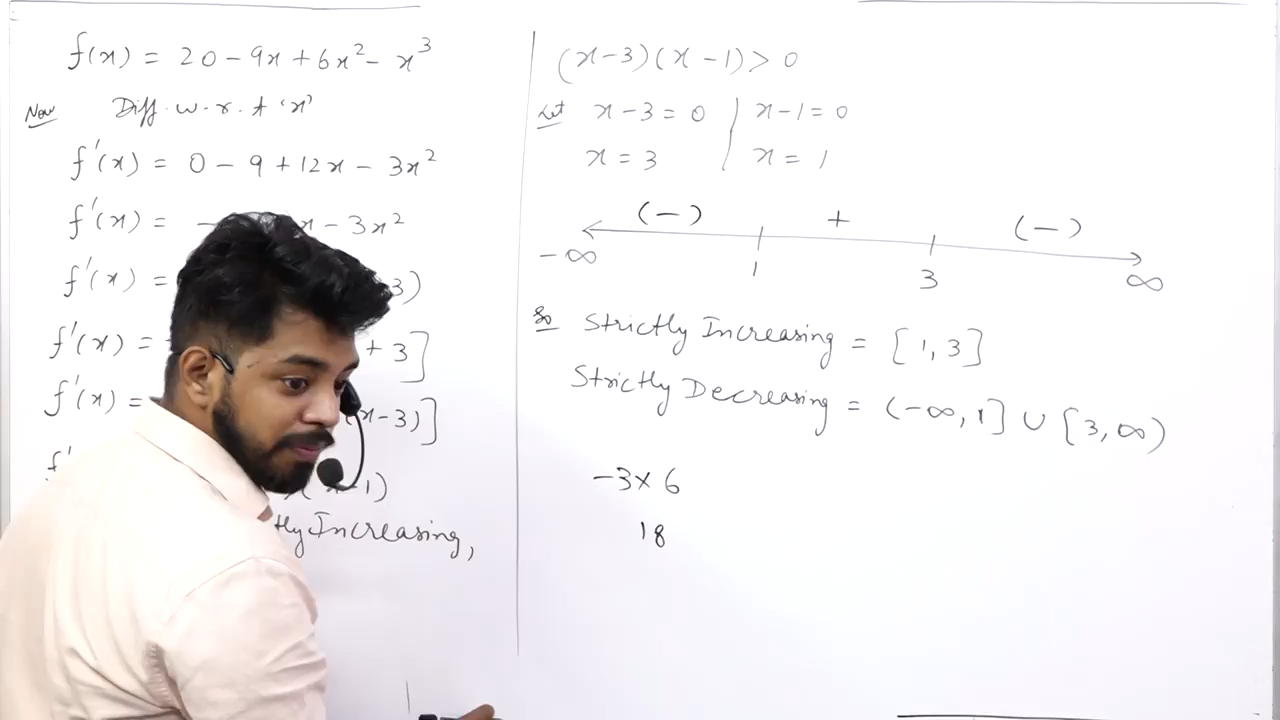 f(x) = 20 - 9x + 6x² - x³
Now Diff. w.r.t 'x'
f'(x) = 0 - 9 + 12x - 3x²
f'(x) = - x - 3x²
f'(x) = 3)
f'(x) = + 3]
f'(x) = (x-3)]
f' 1)
tly Increasing,
(x-3)(x-1) > 0
Let x-3 = 0 | x-1 = 0
x = 3 | x = 1
(-) + (-)
-∞ 1 3 ∞
So Strictly Increasing = [1, 3]
Strictly Decreasing = (-∞, 1] ∪ [3, ∞)
-3 × 6
18